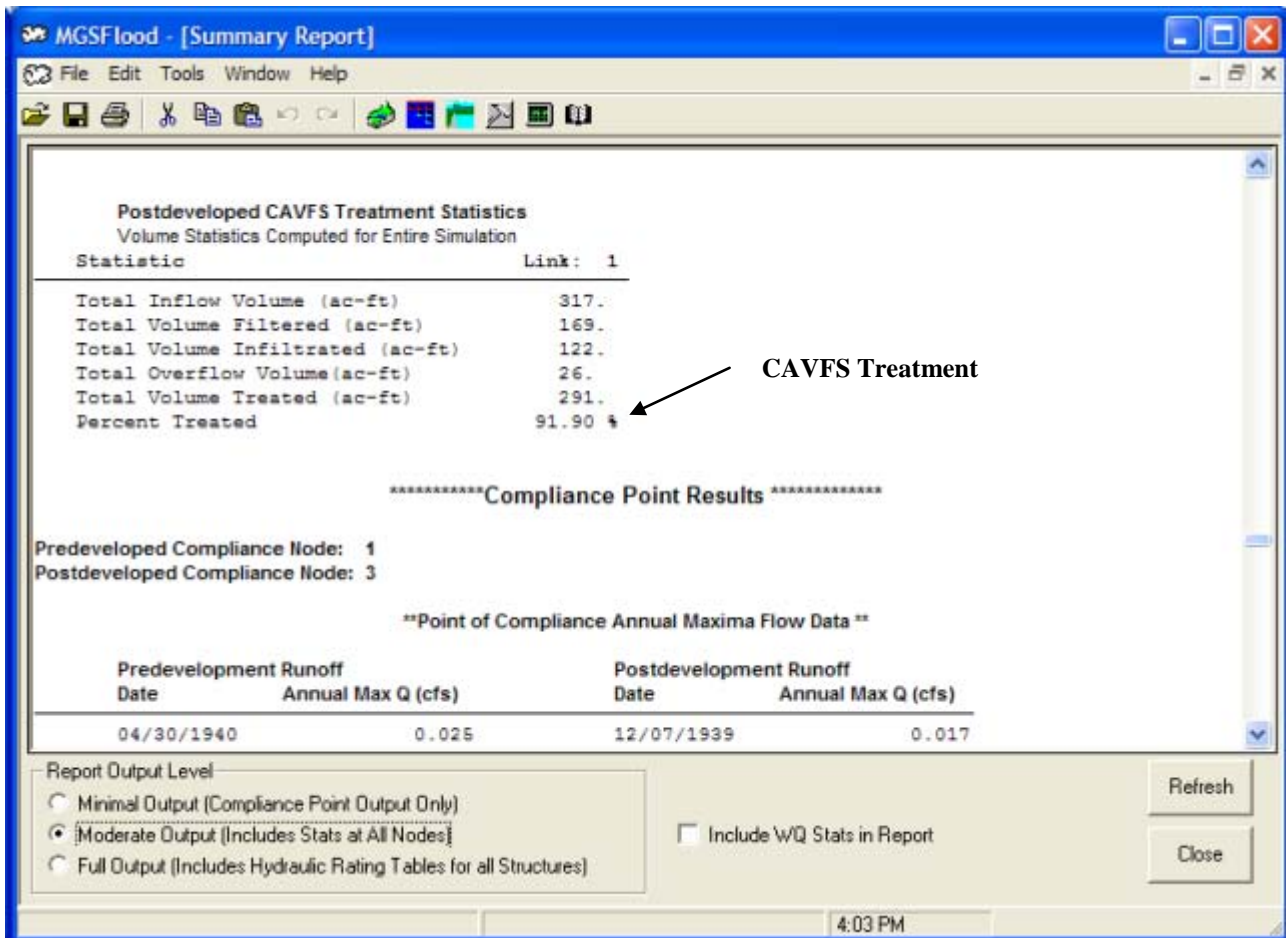 MGSFlood - [Summary Report]
File Edit Tools Window Help
Postdeveloped CAVFS Treatment Statistics
Volume Statistics Computed for Entire Simulation
Statistic Link: 1
Total Inflow Volume (ac-ft) 317.
Total Volume Filtered (ac-ft) 169.
Total Volume Infiltrated (ac-ft) 122.
Total Overflow Volume(ac-ft) 26.
Total Volume Treated (ac-ft) 291.
Percent Treated 91.90 %
CAVFS Treatment
***********Compliance Point Results *************
Predeveloped Compliance Node: 1
Postdeveloped Compliance Node: 3
**Point of Compliance Annual Maxima Flow Data **
Predevelopment Runoff Postdevelopment Runoff
Date Annual Max Q (cfs) Date Annual Max Q (cfs)
04/30/1940 0.025 12/07/1939 0.017
Report Output Level
Minimal Output (Compliance Point Output Only)
Moderate Output (Includes Stats at All Nodes)
Full Output (Includes Hydraulic Rating Tables for all Structures)
Include WQ Stats in Report
Refresh
Close
4:03 PM